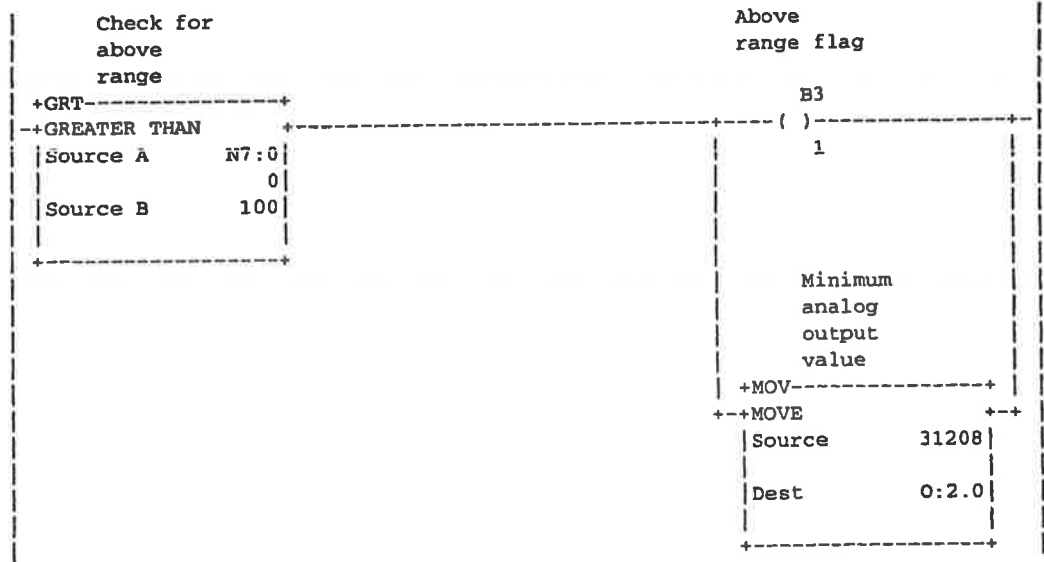 Check for
above
range
Above
range flag
+GRT-----------------+
B3
-+GREATER THAN +-----------------------------------+----( )----------------+-
|Source A N7:0|
1
0|
|Source B 100|
+--------------------+
Minimum
analog
output
value
+MOV-----------------+
+-+MOVE +-+
|Source 31208|
|Dest O:2.0|
+--------------------+